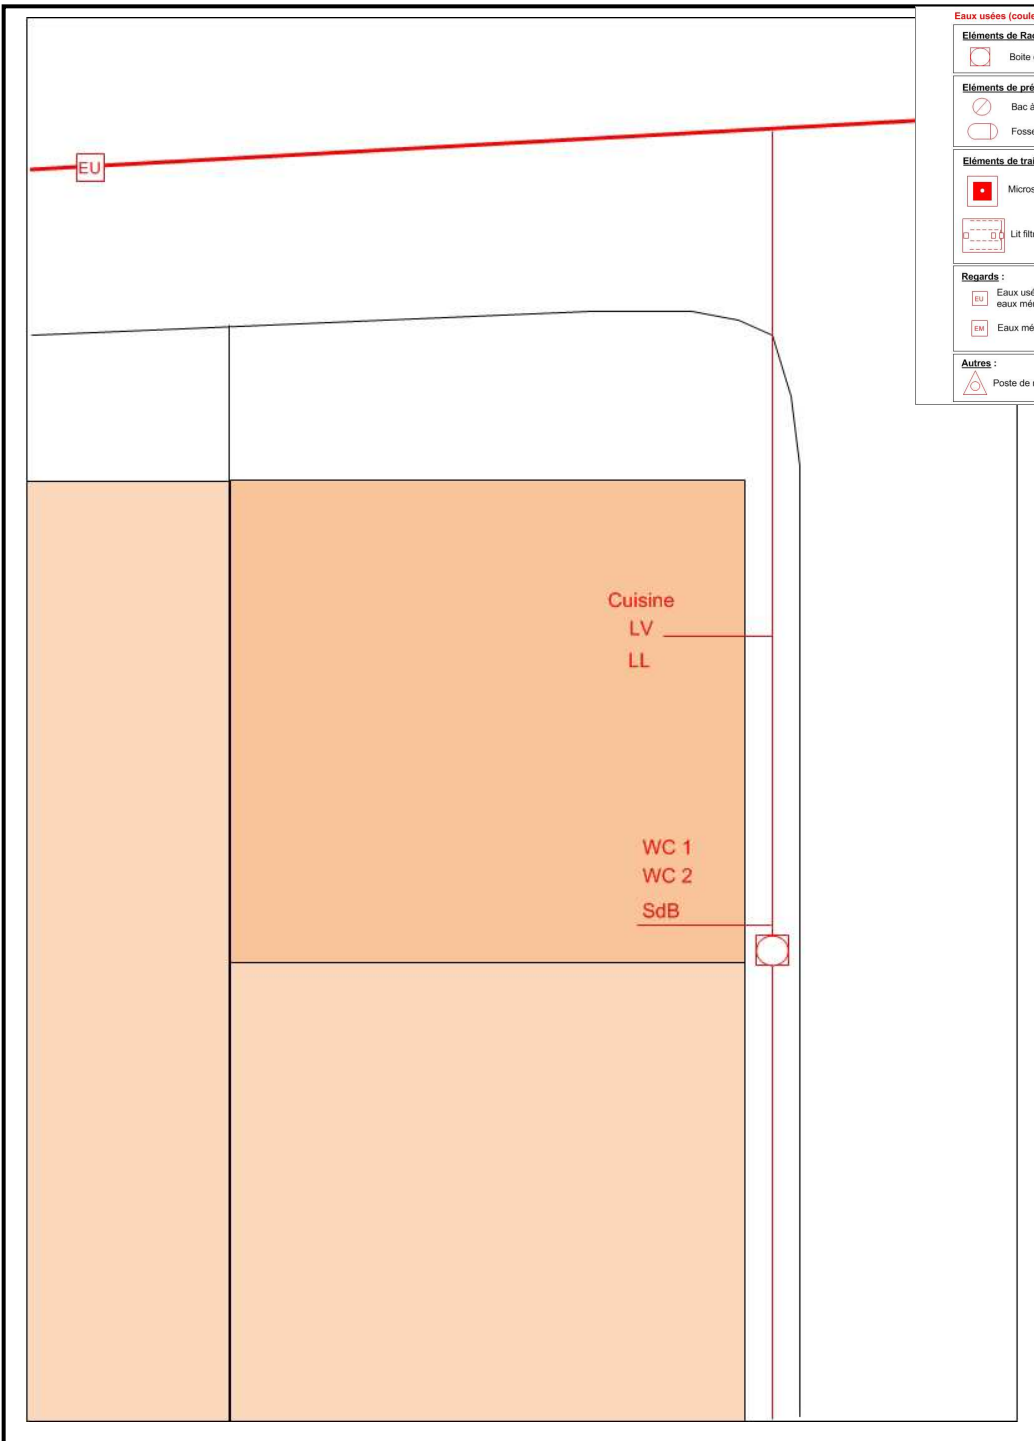 Eaux usées (coule
Eléments de Rac
Boite
Eléments de pré
Bac à
Fosse
Eléments de trai
Micros
Lit filt
Regards :
EU
Eaux usé
eaux mé
EM
Eaux mé
Autres :
Poste de
EU
Cuisine
LV
LL
WC 1
WC 2
SdB